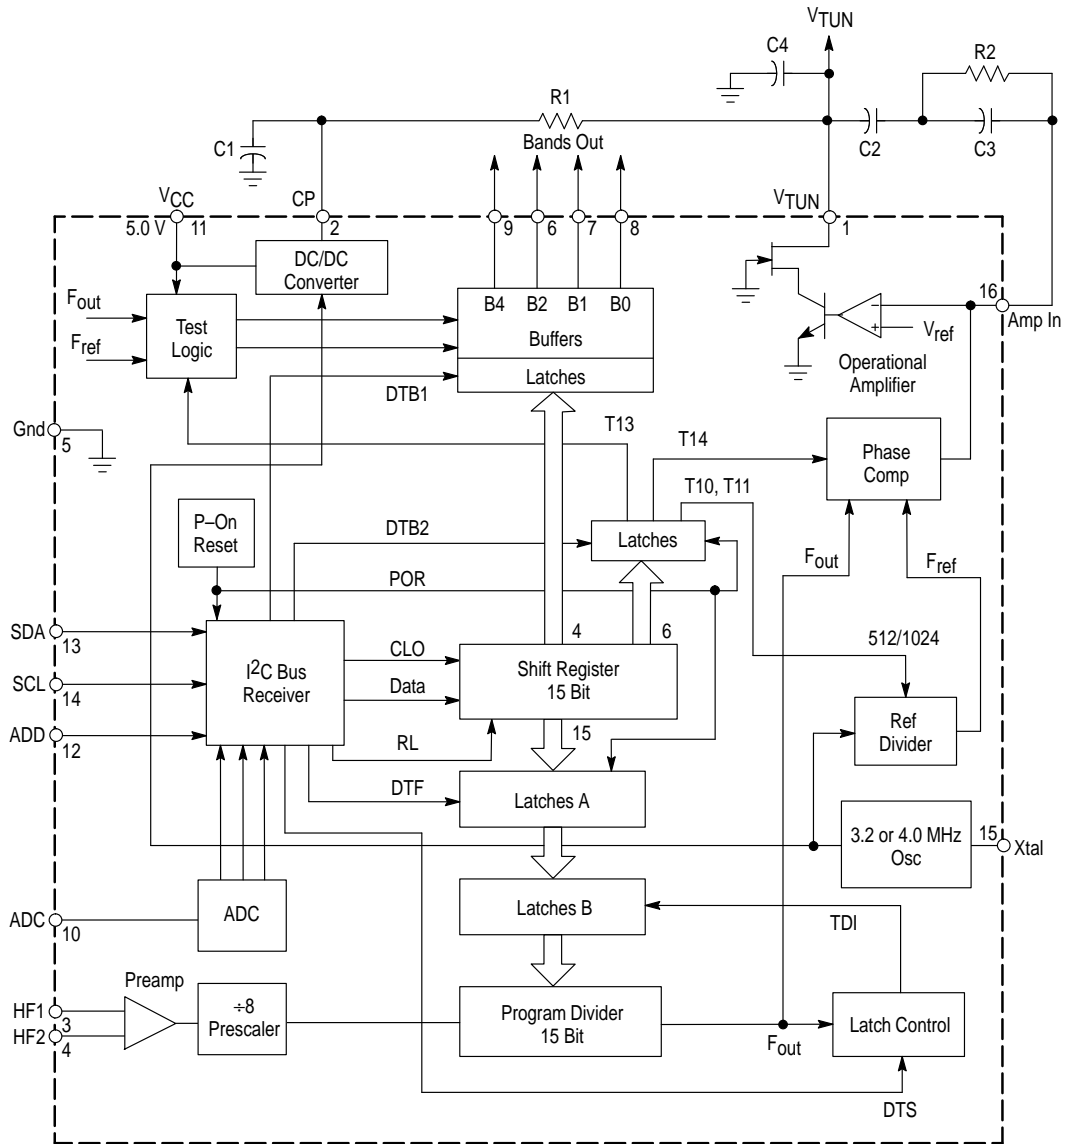 VTUN
C4
R2
R1
C1
Bands Out
C2
C3
VCC
5.0 V
11
CP
2
9
6
7
8
VTUN
1
DC/DC
Converter
Fout
Fref
Test
Logic
B4
B2
B1
B0
Buffers
Latches
16
Amp In
Vref
Operational
Amplifier
DTB1
Gnd
5
T13
T14
Phase
Comp
T10, T11
P–On
Reset
DTB2
Latches
Fout
Fref
POR
SDA
13
SCL
14
ADD
12
I2C Bus
Receiver
CLO
Data
RL
DTF
4
6
Shift Register
15 Bit
15
512/1024
Ref
Divider
Latches A
3.2 or 4.0 MHz
Osc
15
Xtal
ADC
10
ADC
Latches B
TDI
Preamp
HF1
3
HF2
4
÷8
Prescaler
Program Divider
15 Bit
Fout
Latch Control
DTS